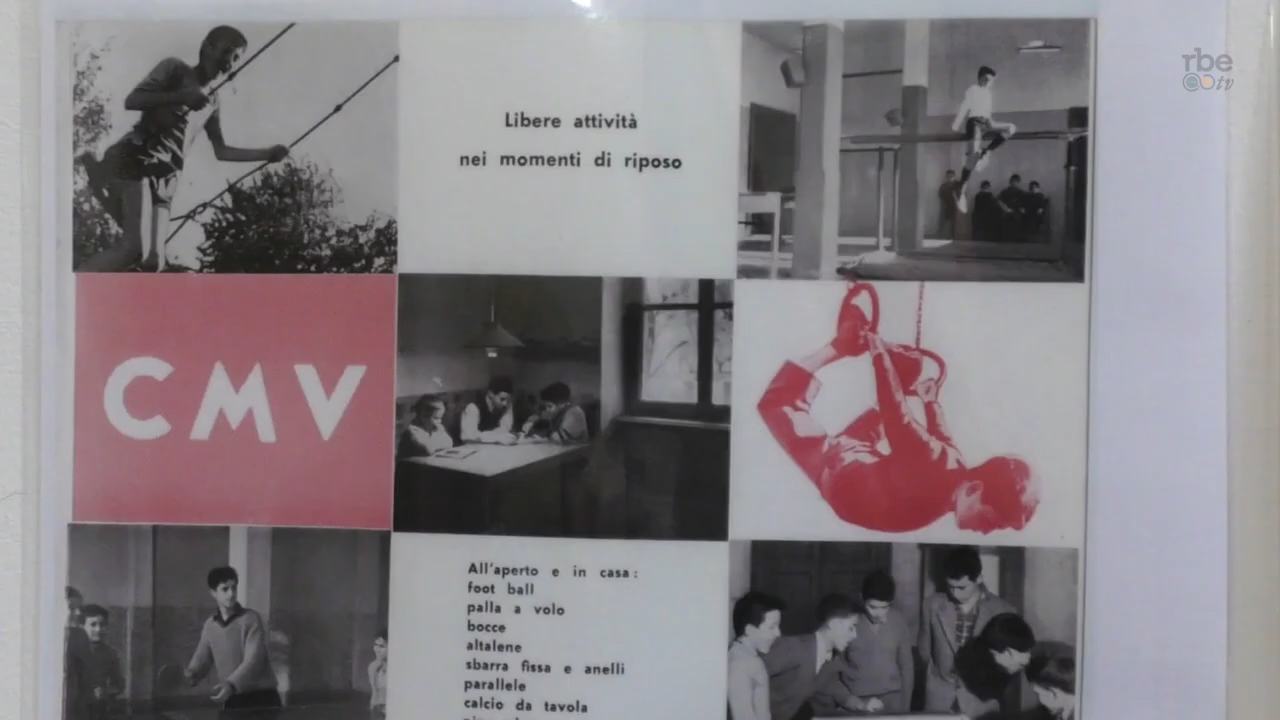 rbe
tv
Libere attività
nei momenti di riposo
CMV
All'aperto e in casa:
foot ball
palla a volo
bocce
altalene
sbarra fissa e anelli
parallele
calcio da tavola